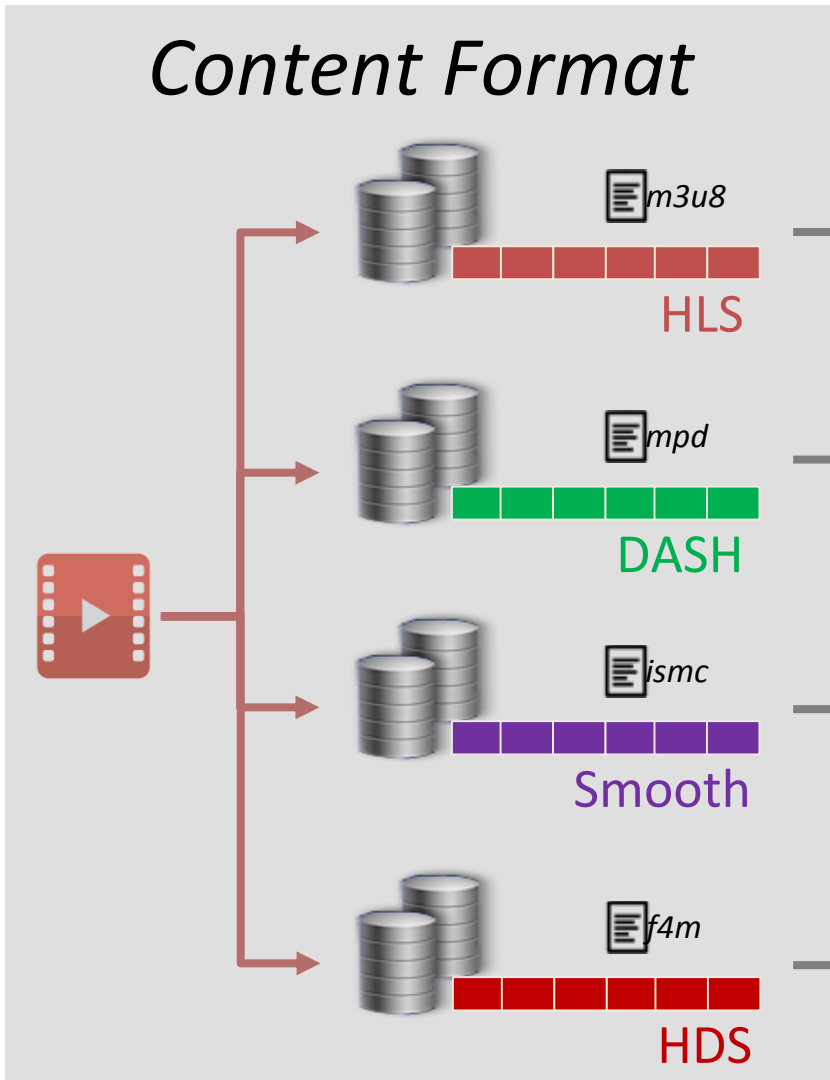 Content Format
m3u8
HLS
mpd
DASH
ismc
Smooth
f4m
HDS